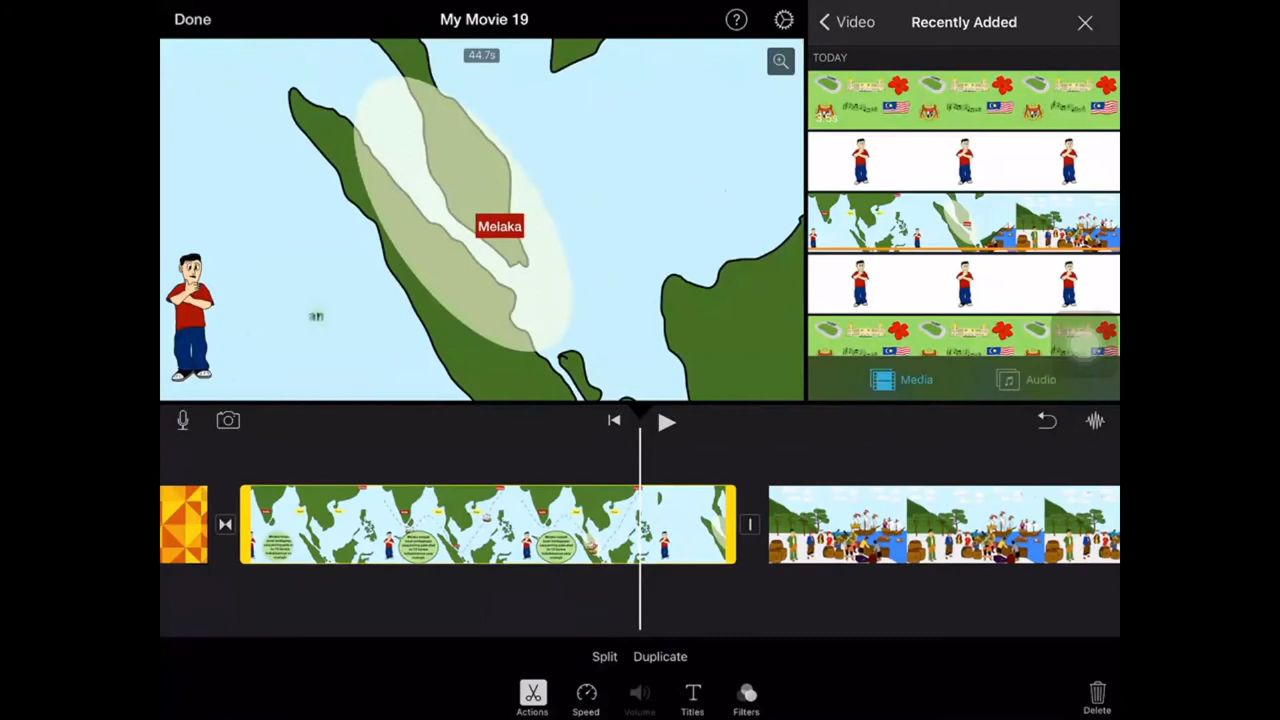 Done
My Movie 19
Video
Recently Added
44.7s
TODAY
Melaka
an
Media
Audio
Split
Duplicate
Actions
Speed
Volume
Titles
Filters
Delete